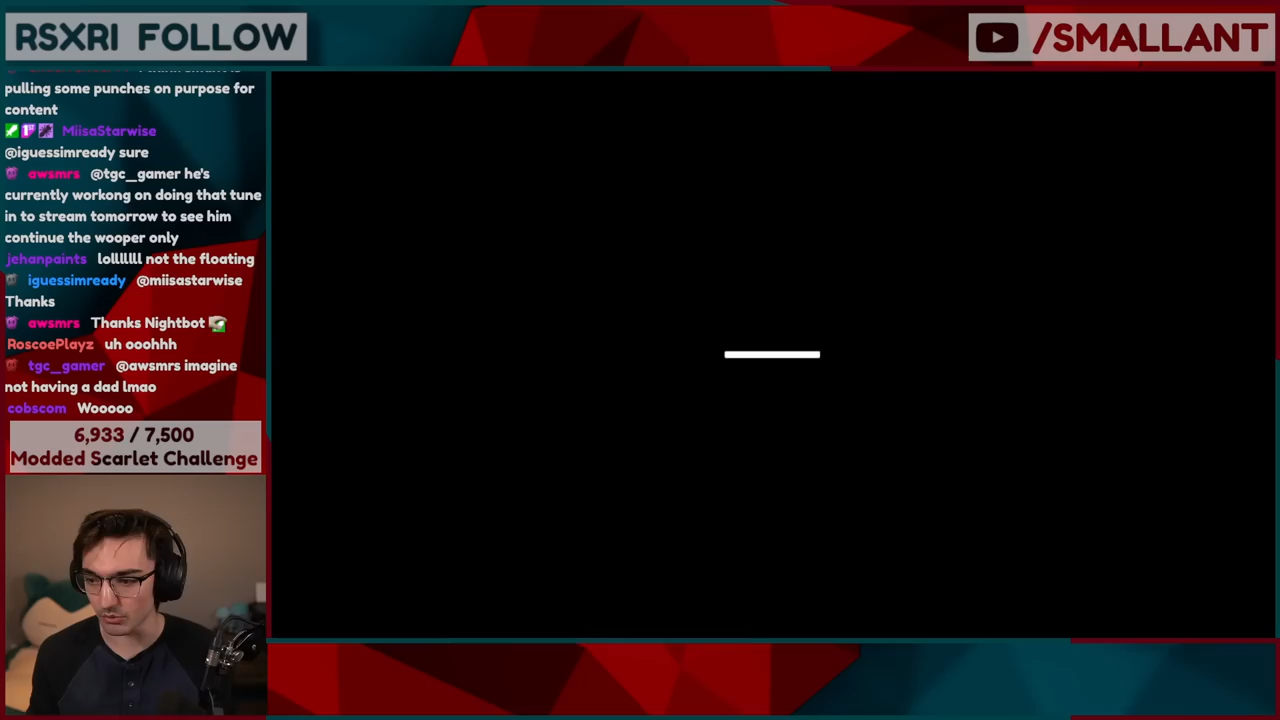 RSXRI FOLLOW
/SMALLANT
pulling some punches on purpose for
content
MiisaStarwise
@iguessimready sure
awsmrs @tgc_gamer he's
currently workong on doing that tune
in to stream tomorrow to see him
continue the wooper only
jehanpaints lolllllll not the floating
iguessimready @miisastarwise
Thanks
awsmrs Thanks Nightbot
RoscoePlayz uh ooohhh
tgc_gamer @awsmrs imagine
not having a dad lmao
cobscom Wooooo
6,933 / 7,500
Modded Scarlet Challenge